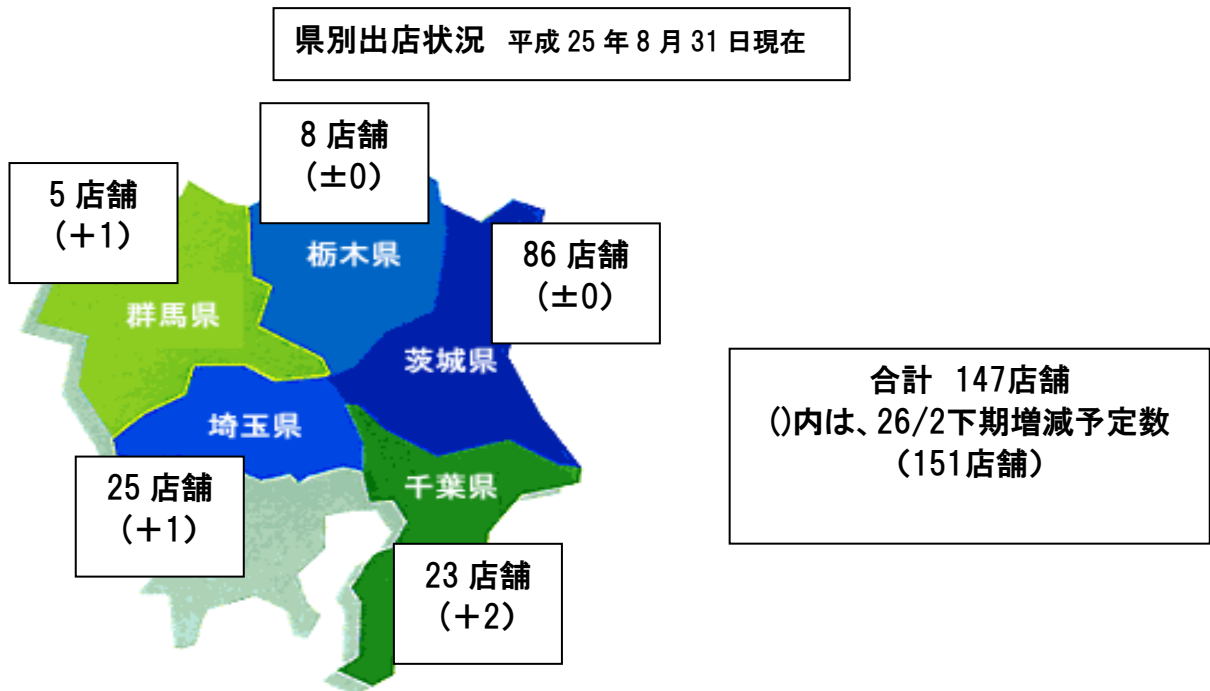 県別出店状況 平成25年8月31日現在
8店舗
(±0)
5店舗
(+1)
栃木県
86店舗
(±0)
群馬県
茨城県
合計 147店舗
()内は、26/2下期増減予定数
(151店舗)
埼玉県
25店舗
(+1)
千葉県
23店舗
(+2)